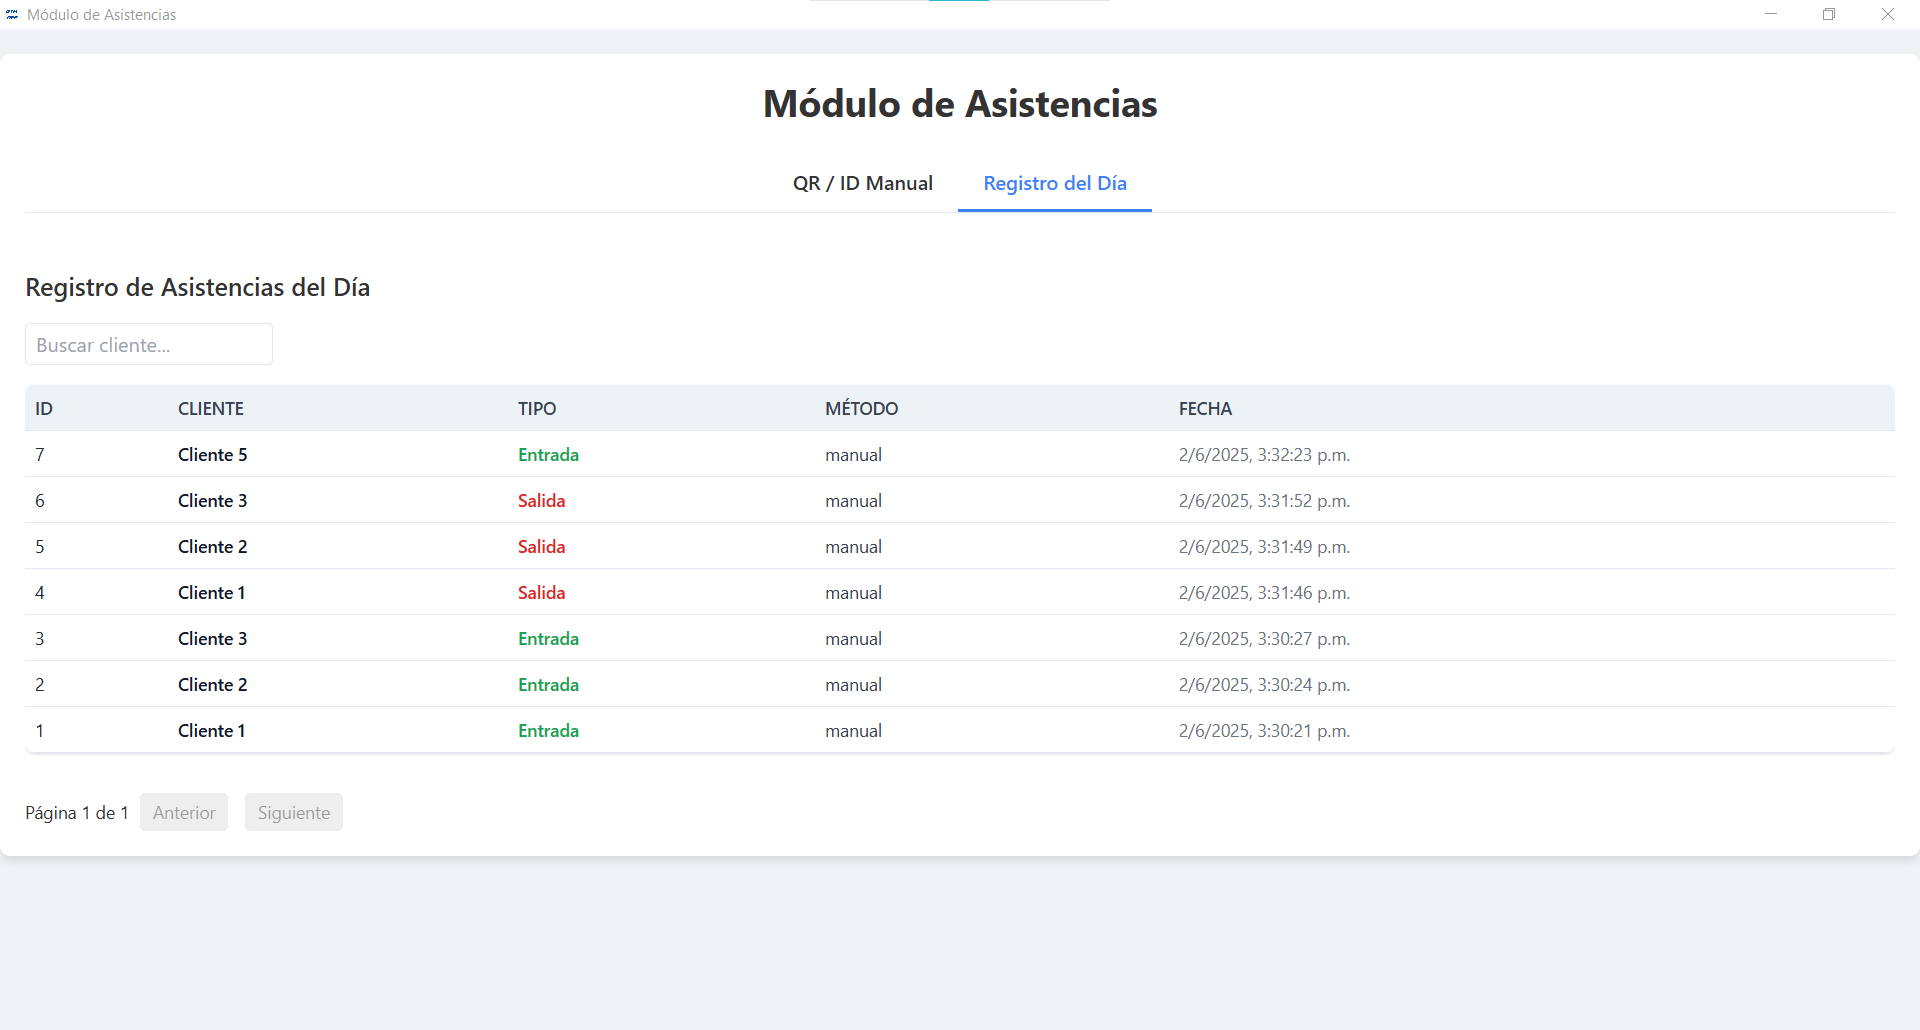 Módulo de Asistencias
Módulo de Asistencias
QR / ID Manual Registro del Día
Registro de Asistencias del Día
Buscar cliente...
ID CLIENTE TIPO MÉTODO FECHA
7 Cliente 5 Entrada manual 2/6/2025, 3:32:23 p.m.
6 Cliente 3 Salida manual 2/6/2025, 3:31:52 p.m.
5 Cliente 2 Salida manual 2/6/2025, 3:31:49 p.m.
4 Cliente 1 Salida manual 2/6/2025, 3:31:46 p.m.
3 Cliente 3 Entrada manual 2/6/2025, 3:30:27 p.m.
2 Cliente 2 Entrada manual 2/6/2025, 3:30:24 p.m.
1 Cliente 1 Entrada manual 2/6/2025, 3:30:21 p.m.
Página 1 de 1 Anterior Siguiente